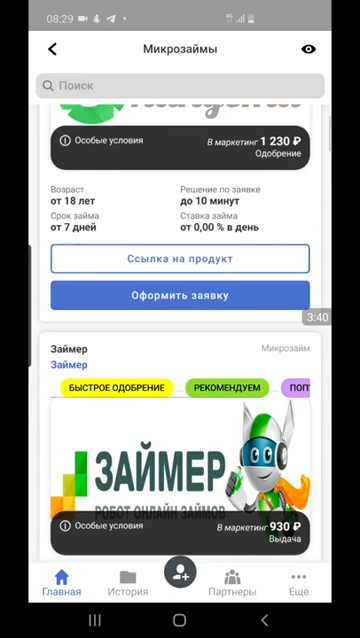 08:29
Микрозаймы
Поиск
Особые условия
В маркетинг 1 230 ₽
Одобрение
Возраст
от 18 лет
Решение по заявке
до 10 минут
Срок займа
от 7 дней
Ставка займа
от 0,00 % в день
Ссылка на продукт
Оформить заявку
3:40
Займер
Микрозайм
Займер
БЫСТРОЕ ОДОБРЕНИЕ
РЕКОМЕНДУЕМ
ЗАЙМЕР
РОБОТ ОНЛАЙН ЗАЙМОВ
Особые условия
В маркетинг 930 ₽
Выдача
Главная
История
Партнеры
Еще